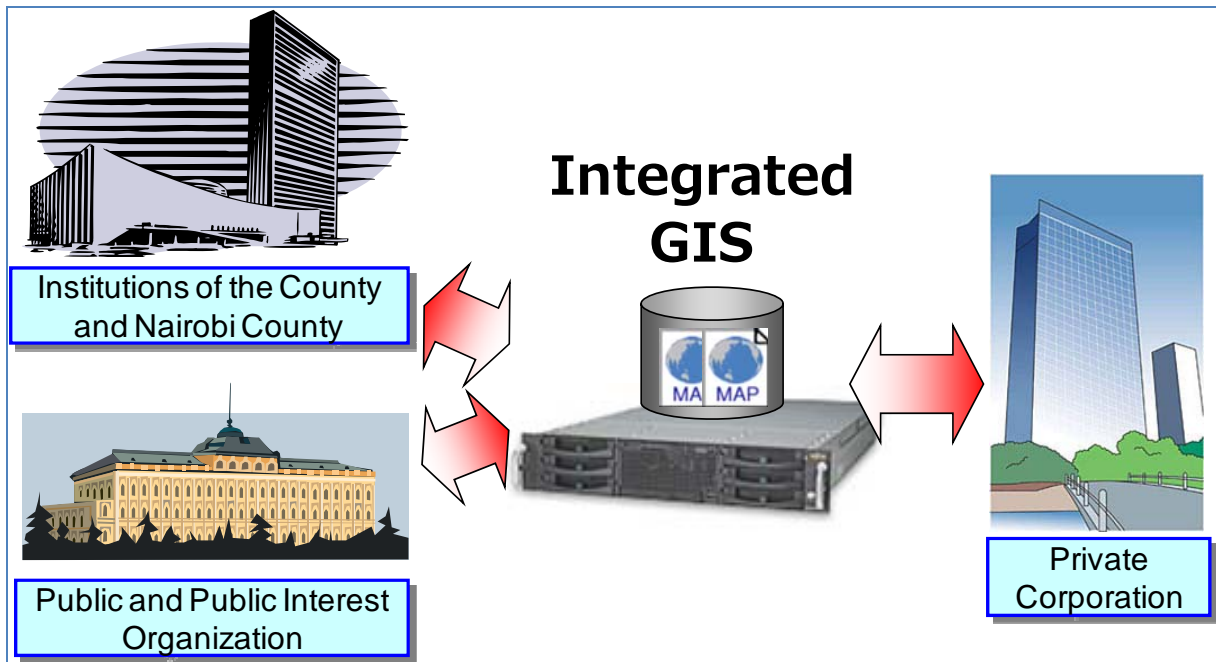 Integrated
GIS
Institutions of the County
and Nairobi County
MA MAP
Public and Public Interest
Organization
Private
Corporation